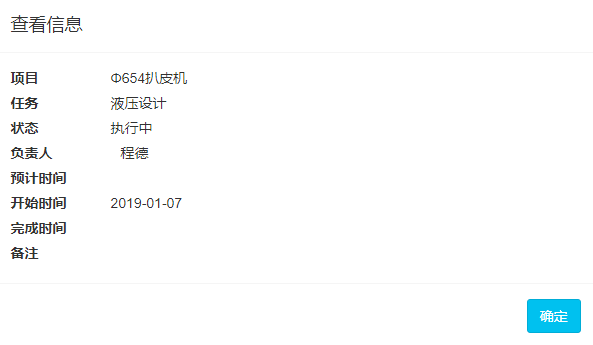 查看信息
项目 Φ654扒皮机
任务 液压设计
状态 执行中
负责人 程德
预计时间
开始时间 2019-01-07
完成时间
备注
确定